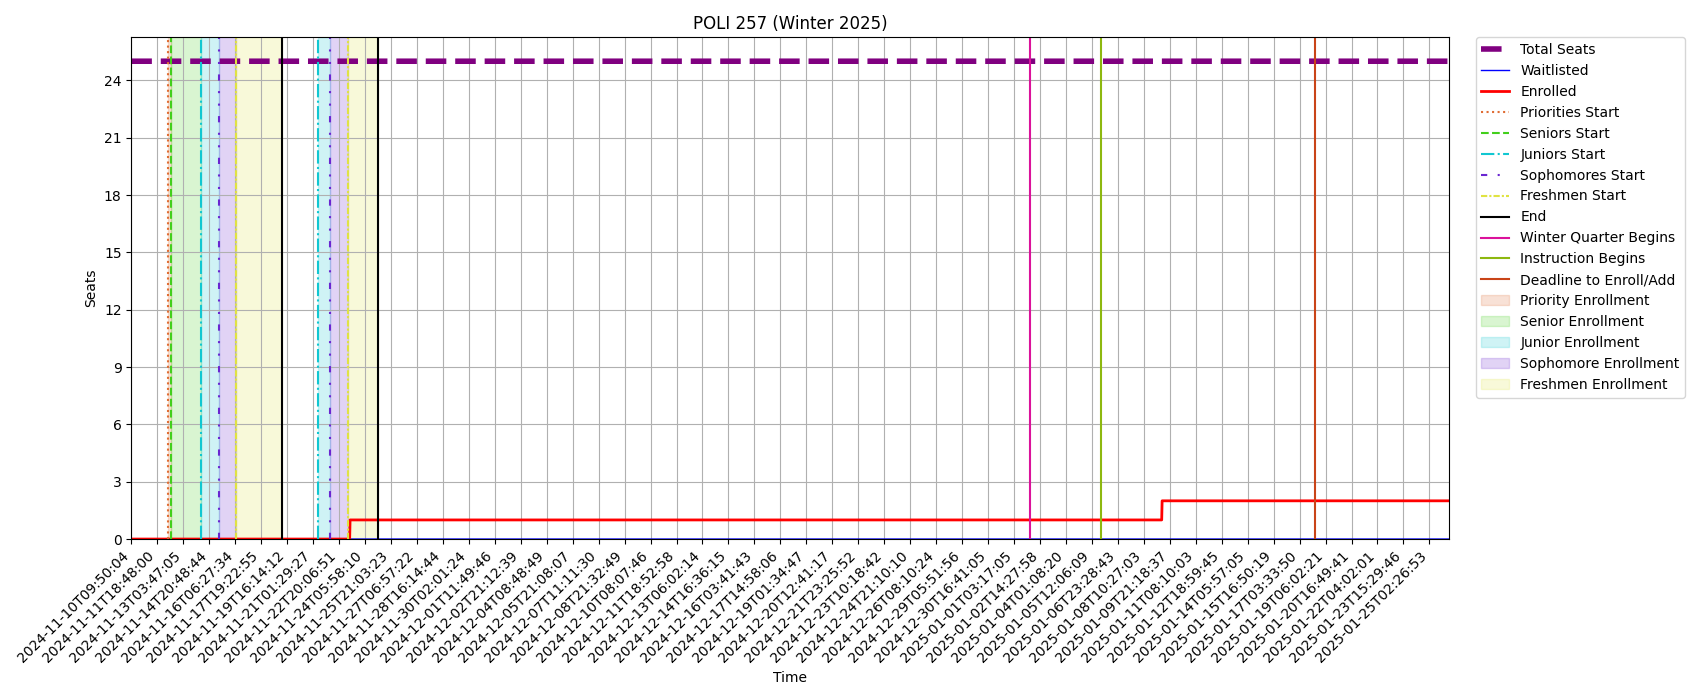 POLI 257 (Winter 2025)
Seats
24
21
18
15
12
9
6
3
0
2024-11-10T09:50:04
2024-11-11T18:48:00
2024-11-13T03:47:05
2024-11-14T20:48:44
2024-11-16T06:27:34
2024-11-17T19:22:55
2024-11-19T16:14:12
2024-11-21T01:29:27
2024-11-22T20:06:51
2024-11-24T05:58:10
2024-11-27T01:03:23
2024-11-27T06:57:22
2024-11-28T16:14:44
2024-11-30T02:01:24
2024-12-01T11:49:46
2024-12-02T21:12:39
2024-12-04T08:48:49
2024-12-05T21:08:07
2024-12-07T11:11:30
2024-12-08T21:32:49
2024-12-10T08:07:46
2024-12-11T18:52:58
2024-12-13T06:02:14
2024-12-14T16:36:15
2024-12-16T03:41:43
2024-12-17T14:58:06
2024-12-19T01:34:47
2024-12-20T12:41:17
2024-12-21T23:25:52
2024-12-23T10:18:42
2024-12-24T21:10:10
2024-12-26T08:10:24
2024-12-29T05:51:56
2024-12-30T16:41:05
2025-01-01T03:17:05
2025-01-02T14:27:58
2025-01-04T01:08:20
2025-01-05T12:06:09
2025-01-06T23:28:43
2025-01-08T10:27:03
2025-01-09T21:18:37
2025-01-11T08:10:03
2025-01-12T18:59:45
2025-01-14T05:57:05
2025-01-15T16:50:19
2025-01-17T03:33:50
2025-01-19T06:02:21
2025-01-20T16:49:41
2025-01-22T04:02:01
2025-01-23T15:29:46
2025-01-25T02:26:53
Time
Total Seats
Waitlisted
Enrolled
Priorities Start
Seniors Start
Juniors Start
Sophomores Start
Freshmen Start
End
Winter Quarter Begins
Instruction Begins
Deadline to Enroll/Add
Priority Enrollment
Senior Enrollment
Junior Enrollment
Sophomore Enrollment
Freshmen Enrollment